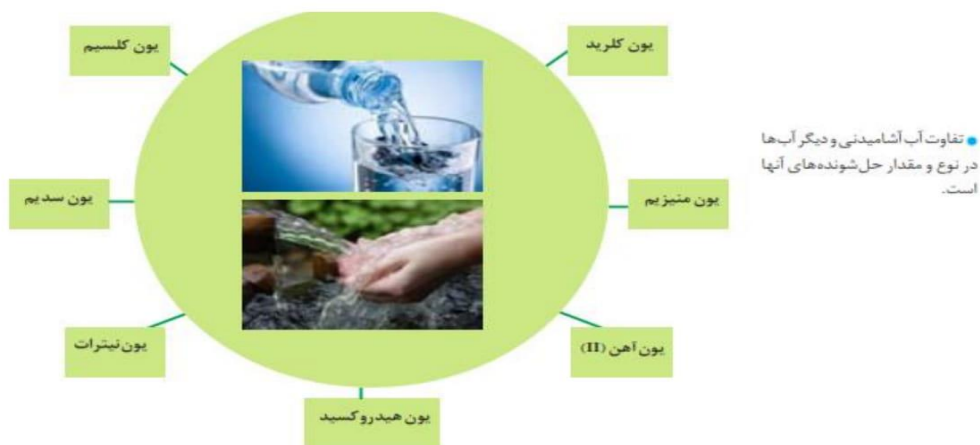 یون کلرید
یون کلسیم
تفاوت آب آشامیدنی و دیگر آب‌ها
در نوع و مقدار حل‌شونده‌های آنها
است.
یون منیزیم
یون سدیم
یون آهن (II)
یون نیترات
یون هیدروکسید